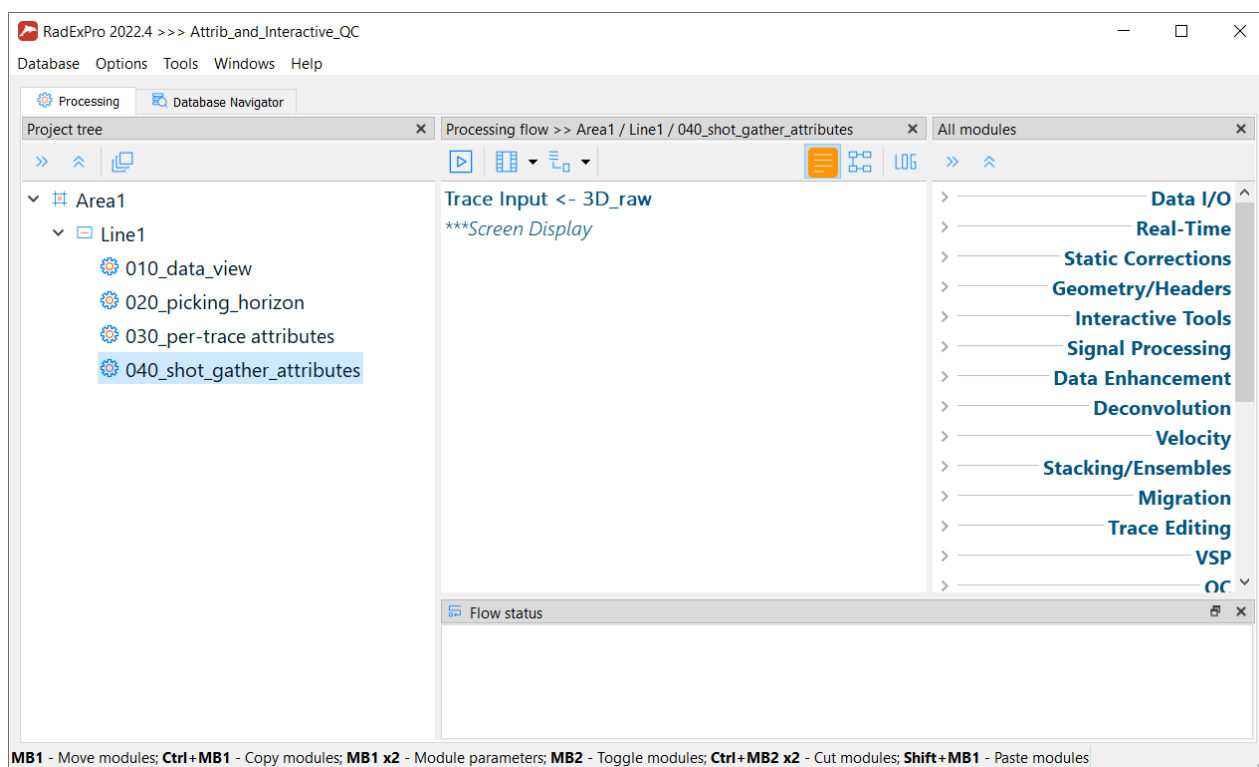 RadExPro 2022.4 >>> Attrib_and_Interactive_QC
Database Options Tools Windows Help
Processing Database Navigator
Project tree
Area1
Line1
010_data_view
020_picking_horizon
030_per-trace attributes
040_shot_gather_attributes
Processing flow >> Area1 / Line1 / 040_shot_gather_attributes
LOG
Trace Input <- 3D_raw
***Screen Display
All modules
Data I/O
Real-Time
Static Corrections
Geometry/Headers
Interactive Tools
Signal Processing
Data Enhancement
Deconvolution
Velocity
Stacking/Ensembles
Migration
Trace Editing
VSP
QC
Flow status
MB1 - Move modules; Ctrl+MB1 - Copy modules; MB1 x2 - Module parameters; MB2 - Toggle modules; Ctrl+MB2 x2 - Cut modules; Shift+MB1 - Paste modules